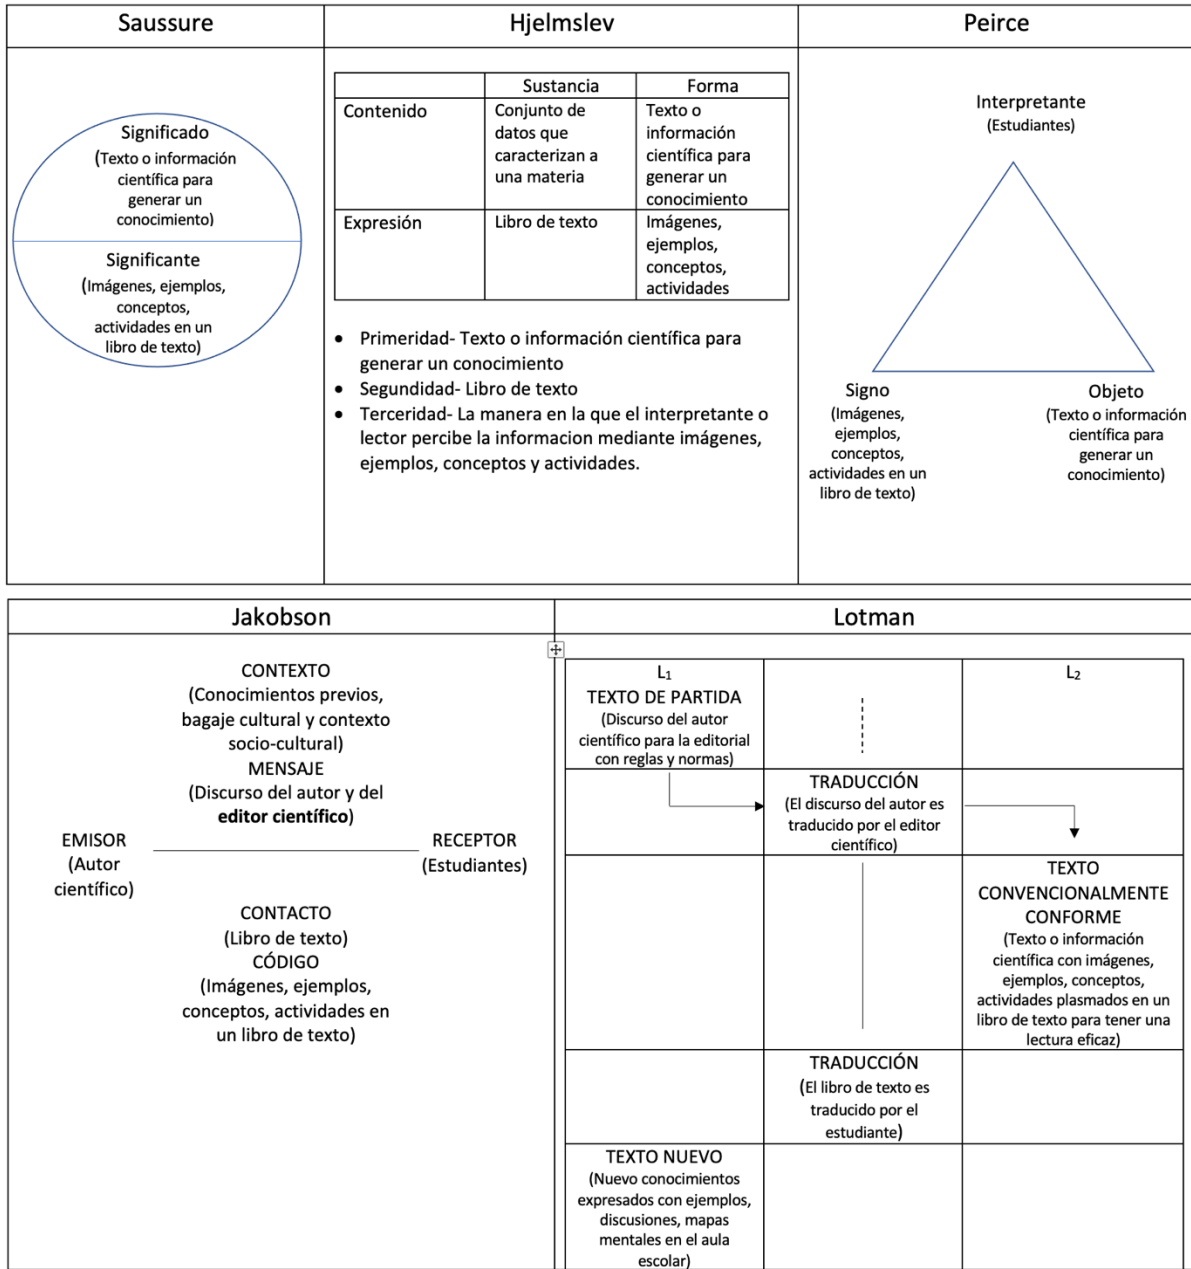 Saussure
Hjelmslev
Peirce
Significado
(Texto o información
científica para
generar un
conocimiento)
Significante
(Imágenes, ejemplos,
conceptos,
actividades en un
libro de texto)
Sustancia
Forma
Contenido
Conjunto de
datos que
caracterizan a
una materia
Texto o
información
científica para
generar un
conocimiento
Expresión
Libro de texto
Imágenes,
ejemplos,
conceptos,
actividades
• Primeridad- Texto o información científica para
generar un conocimiento
• Segundidad- Libro de texto
• Terceridad- La manera en la que el interpretante o
lector percibe la informacion mediante imágenes,
ejemplos, conceptos y actividades.
Interpretante
(Estudiantes)
Signo
(Imágenes,
ejemplos,
conceptos,
actividades en un
libro de texto)
Objeto
(Texto o información
científica para
generar un
conocimiento)
Jakobson
Lotman
CONTEXTO
(Conocimientos previos,
bagaje cultural y contexto
socio-cultural)
MENSAJE
(Discurso del autor y del
editor científico)
EMISOR
(Autor
científico)
RECEPTOR
(Estudiantes)
CONTACTO
(Libro de texto)
CÓDIGO
(Imágenes, ejemplos,
conceptos, actividades en
un libro de texto)
L1
TEXTO DE PARTIDA
(Discurso del autor
científico para la editorial
con reglas y normas)
L2
TRADUCCIÓN
(El discurso del autor es
traducido por el editor
científico)
TEXTO
CONVENCIONALMENTE
CONFORME
(Texto o información
científica con imágenes,
ejemplos, conceptos,
actividades plasmados en un
libro de texto para tener una
lectura eficaz)
TRADUCCIÓN
(El libro de texto es
traducido por el
estudiante)
TEXTO NUEVO
(Nuevo conocimientos
expresados con ejemplos,
discusiones, mapas
mentales en el aula
escolar)